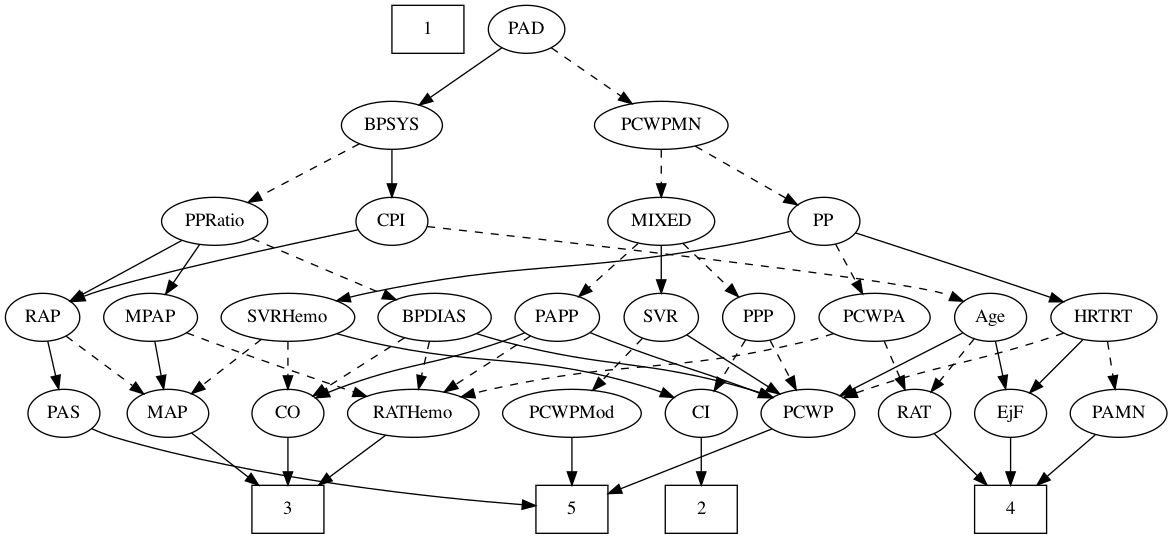 1 PAD
BPSYS PCWPMN
PPRatio CPI MIXED PP
RAP MPAP SVRHemo BPDIAS PAPP SVR PPP PCWPA Age HRTRT
PAS MAP CO RATHemo PCWPMod CI PCWP RAT EjF PAMN
3 5 2 4